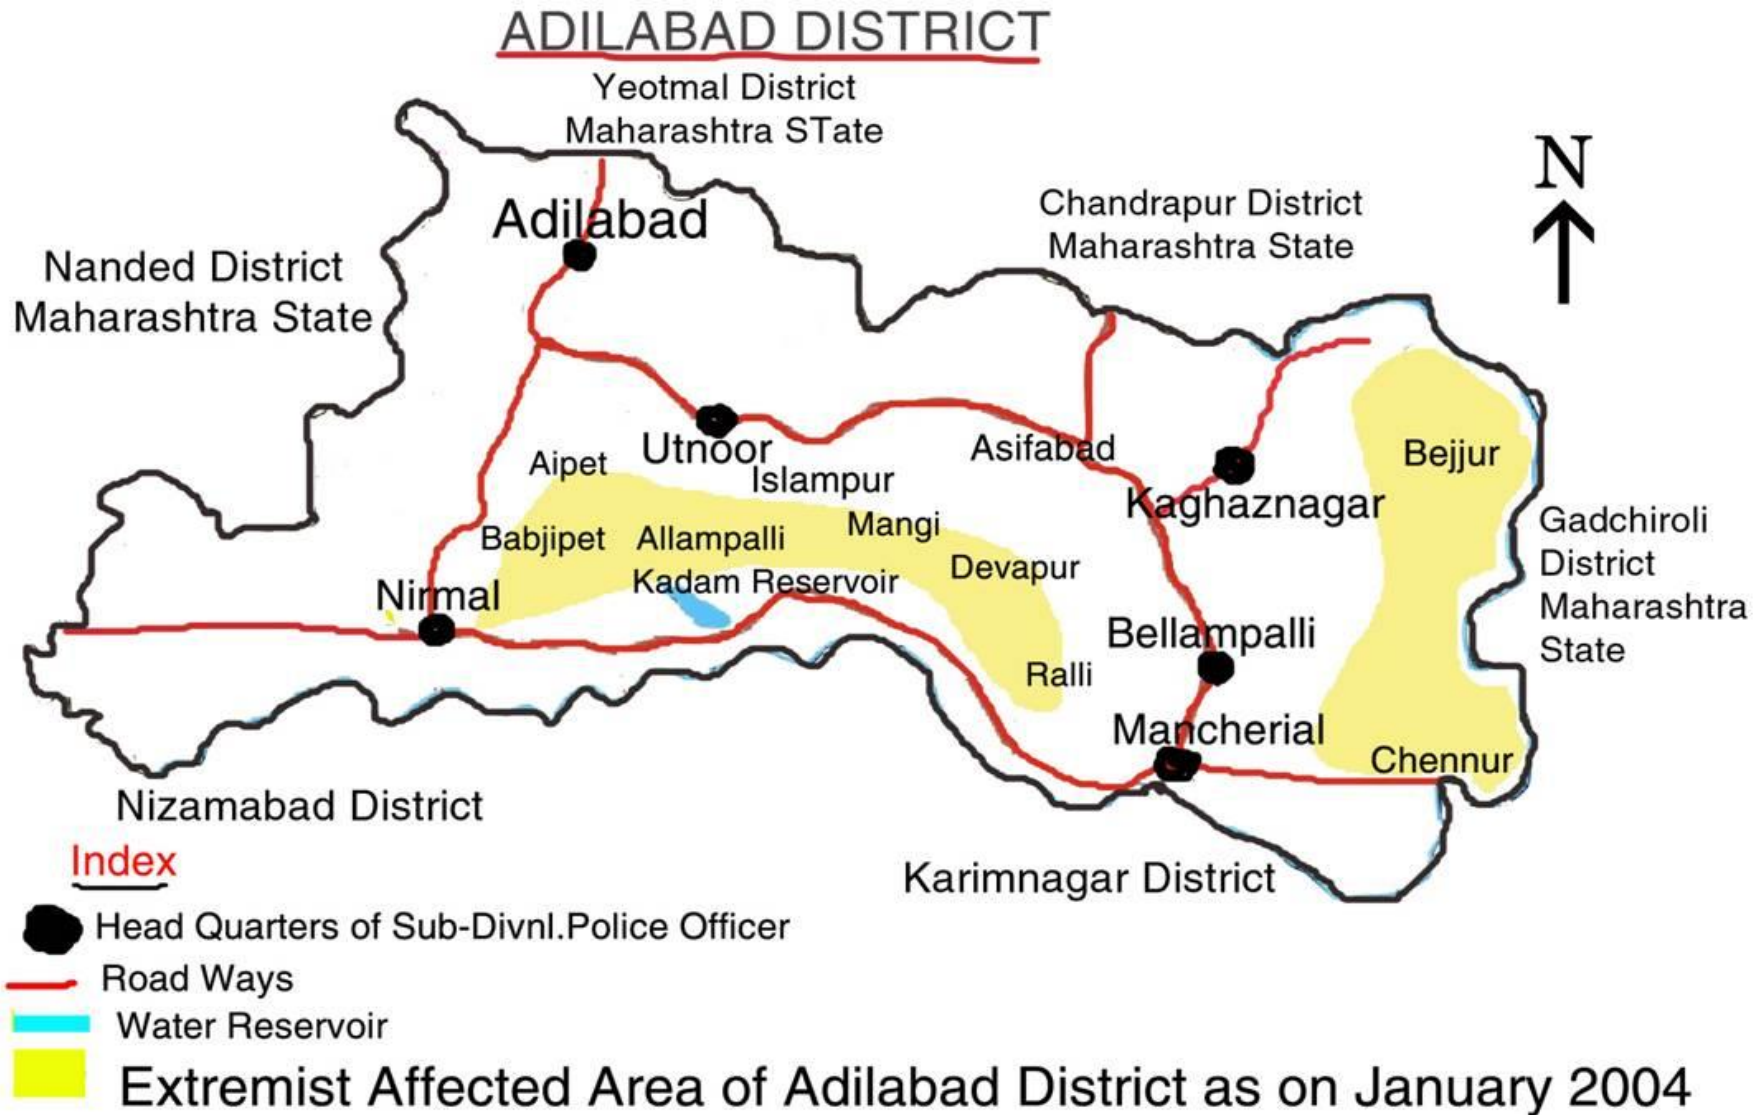 ADILABAD DISTRICT
Yeotmal District
Maharashtra STate
N
Chandrapur District
Maharashtra State
Adilabad
Nanded District
Maharashtra State
Utnoor
Asifabad
Aipet
Islampur
Bejjur
Kaghaznagar
Babjipet
Allampalli
Mangi
Gadchiroli
District
Maharashtra
State
Kadam Reservoir
Devapur
Nirmal
Bellampalli
Ralli
Mancherial
Chennur
Nizamabad District
Karimnagar District
Index
Head Quarters of Sub-Divnl.Police Officer
Road Ways
Water Reservoir
Extremist Affected Area of Adilabad District as on January 2004